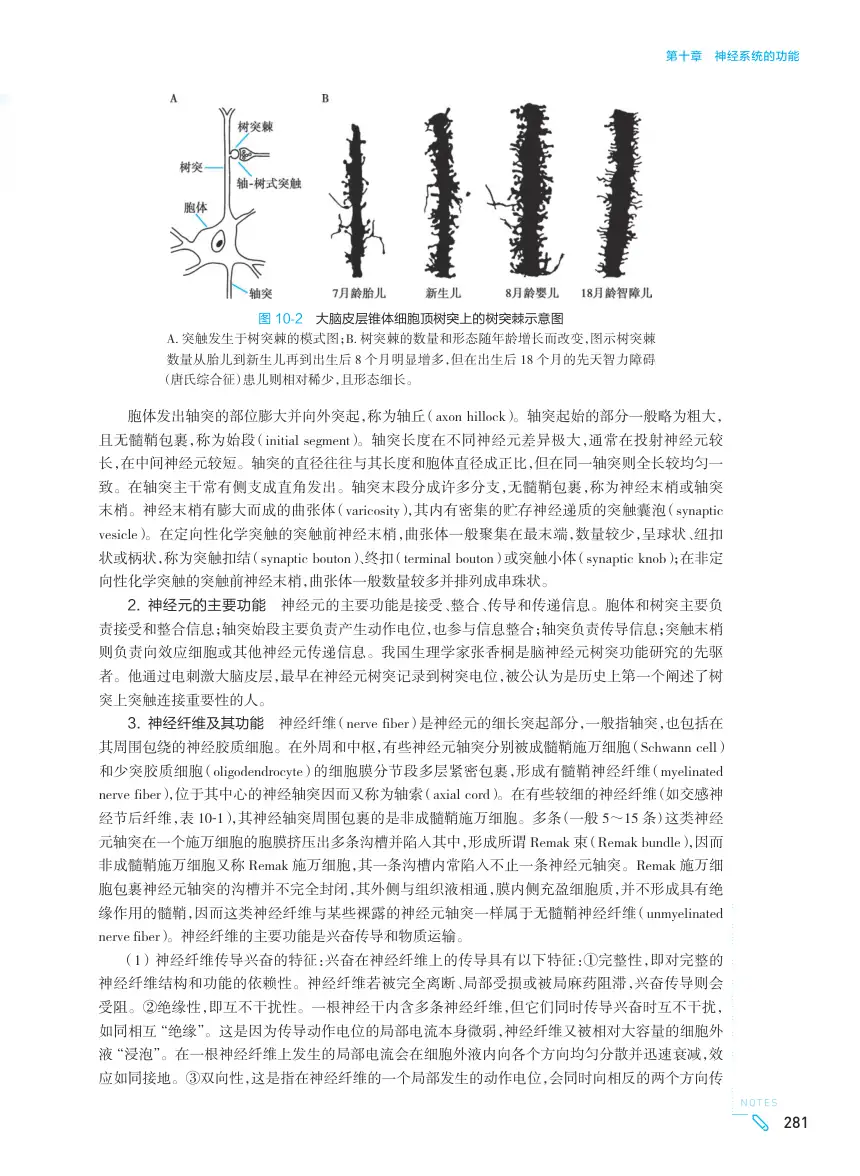 第十章 神经系统的功能
A
B
树突棘
树突
轴-树式突触
胞体
轴突
7月龄胎儿
新生儿
8月龄婴儿
18月龄智障儿
图 10-2 大脑皮层锥体细胞顶树突上的树突棘示意图
A. 突触发生于树突棘的模式图;B. 树突棘的数量和形态随年龄增长而改变,图示树突棘
数量从胎儿到新生儿再到出生后 8 个月明显增多,但在出生后 18 个月的先天智力障碍
(唐氏综合征)患儿则相对稀少,且形态细长。
胞体发出轴突的部位膨大并向外突起,称为轴丘(axon hillock)。轴突起始的部分一般略为粗大,
且无髓鞘包裹,称为始段(initial segment)。轴突长度在不同神经元差异极大,通常在投射神经元较
长,在中间神经元较短。轴突的直径往往与其长度和胞体直径成正比,但在同一轴突则全长较均匀一
致。在轴突主干常有侧支成直角发出。轴突末段分成许多分支,无髓鞘包裹,称为神经末梢或轴突
末梢。神经末梢有膨大而成的曲张体(varicosity),其内有密集的贮存神经递质的突触囊泡(synaptic
vesicle)。在定向性化学突触的突触前神经末梢,曲张体一般聚集在最末端,数量较少,呈球状、纽扣
状或柄状,称为突触扣结(synaptic bouton)、终扣(terminal bouton)或突触小体(synaptic knob);在非定
向性化学突触的突触前神经末梢,曲张体一般数量较多并排列成串珠状。
2. 神经元的主要功能 神经元的主要功能是接受、整合、传导和传递信息。胞体和树突主要负
责接受和整合信息;轴突始段主要负责产生动作电位,也参与信息整合;轴突负责传导信息;突触末梢
则负责向效应细胞或其他神经元传递信息。我国生理学家张香桐是脑神经元树突功能研究的先驱
者。他通过电刺激大脑皮层,最早在神经元树突记录到树突电位,被公认为是历史上第一个阐述了树
突上突触连接重要性的人。
3. 神经纤维及其功能 神经纤维(nerve fiber)是神经元的细长突起部分,一般指轴突,也包括在
其周围包绕的神经胶质细胞。在外周和中枢,有些神经元轴突分别被成髓鞘施万细胞(Schwann cell)
和少突胶质细胞(oligodendrocyte)的细胞膜分节段多层紧密包裹,形成有髓鞘神经纤维(myelinated
nerve fiber),位于其中心的神经轴突因而又称为轴索(axial cord)。在有些较细的神经纤维(如交感神
经节后纤维,表 10-1),其神经轴突周围包裹的是非成髓鞘施万细胞。多条(一般 5～15 条)这类神经
元轴突在一个施万细胞的胞膜挤压出多条沟槽并陷入其中,形成所谓 Remak 束(Remak bundle),因而
非成髓鞘施万细胞又称 Remak 施万细胞,其一条沟槽内常陷入不止一条神经元轴突。Remak 施万细
胞包裹神经元轴突的沟槽并不完全封闭,其外侧与组织液相通,膜内侧充盈细胞质,并不形成具有绝
缘作用的髓鞘,因而这类神经纤维与某些裸露的神经元轴突一样属于无髓鞘神经纤维(unmyelinated
nerve fiber)。神经纤维的主要功能是兴奋传导和物质运输。
(1)神经纤维传导兴奋的特征:兴奋在神经纤维上的传导具有以下特征:①完整性,即对完整的
神经纤维结构和功能的依赖性。神经纤维若被完全离断、局部受损或被局麻药阻滞,兴奋传导则会
受阻。②绝缘性,即互不干扰性。一根神经干内含多条神经纤维,但它们同时传导兴奋时互不干扰,
如同相互“绝缘”。这是因为传导动作电位的局部电流本身微弱,神经纤维又被相对大容量的细胞外
液“浸泡”。在一根神经纤维上发生的局部电流会在细胞外液内向各个方向均匀分散并迅速衰减,效
应如同接地。③双向性,这是指在神经纤维的一个局部发生的动作电位,会同时向相反的两个方向传
NOTES
281